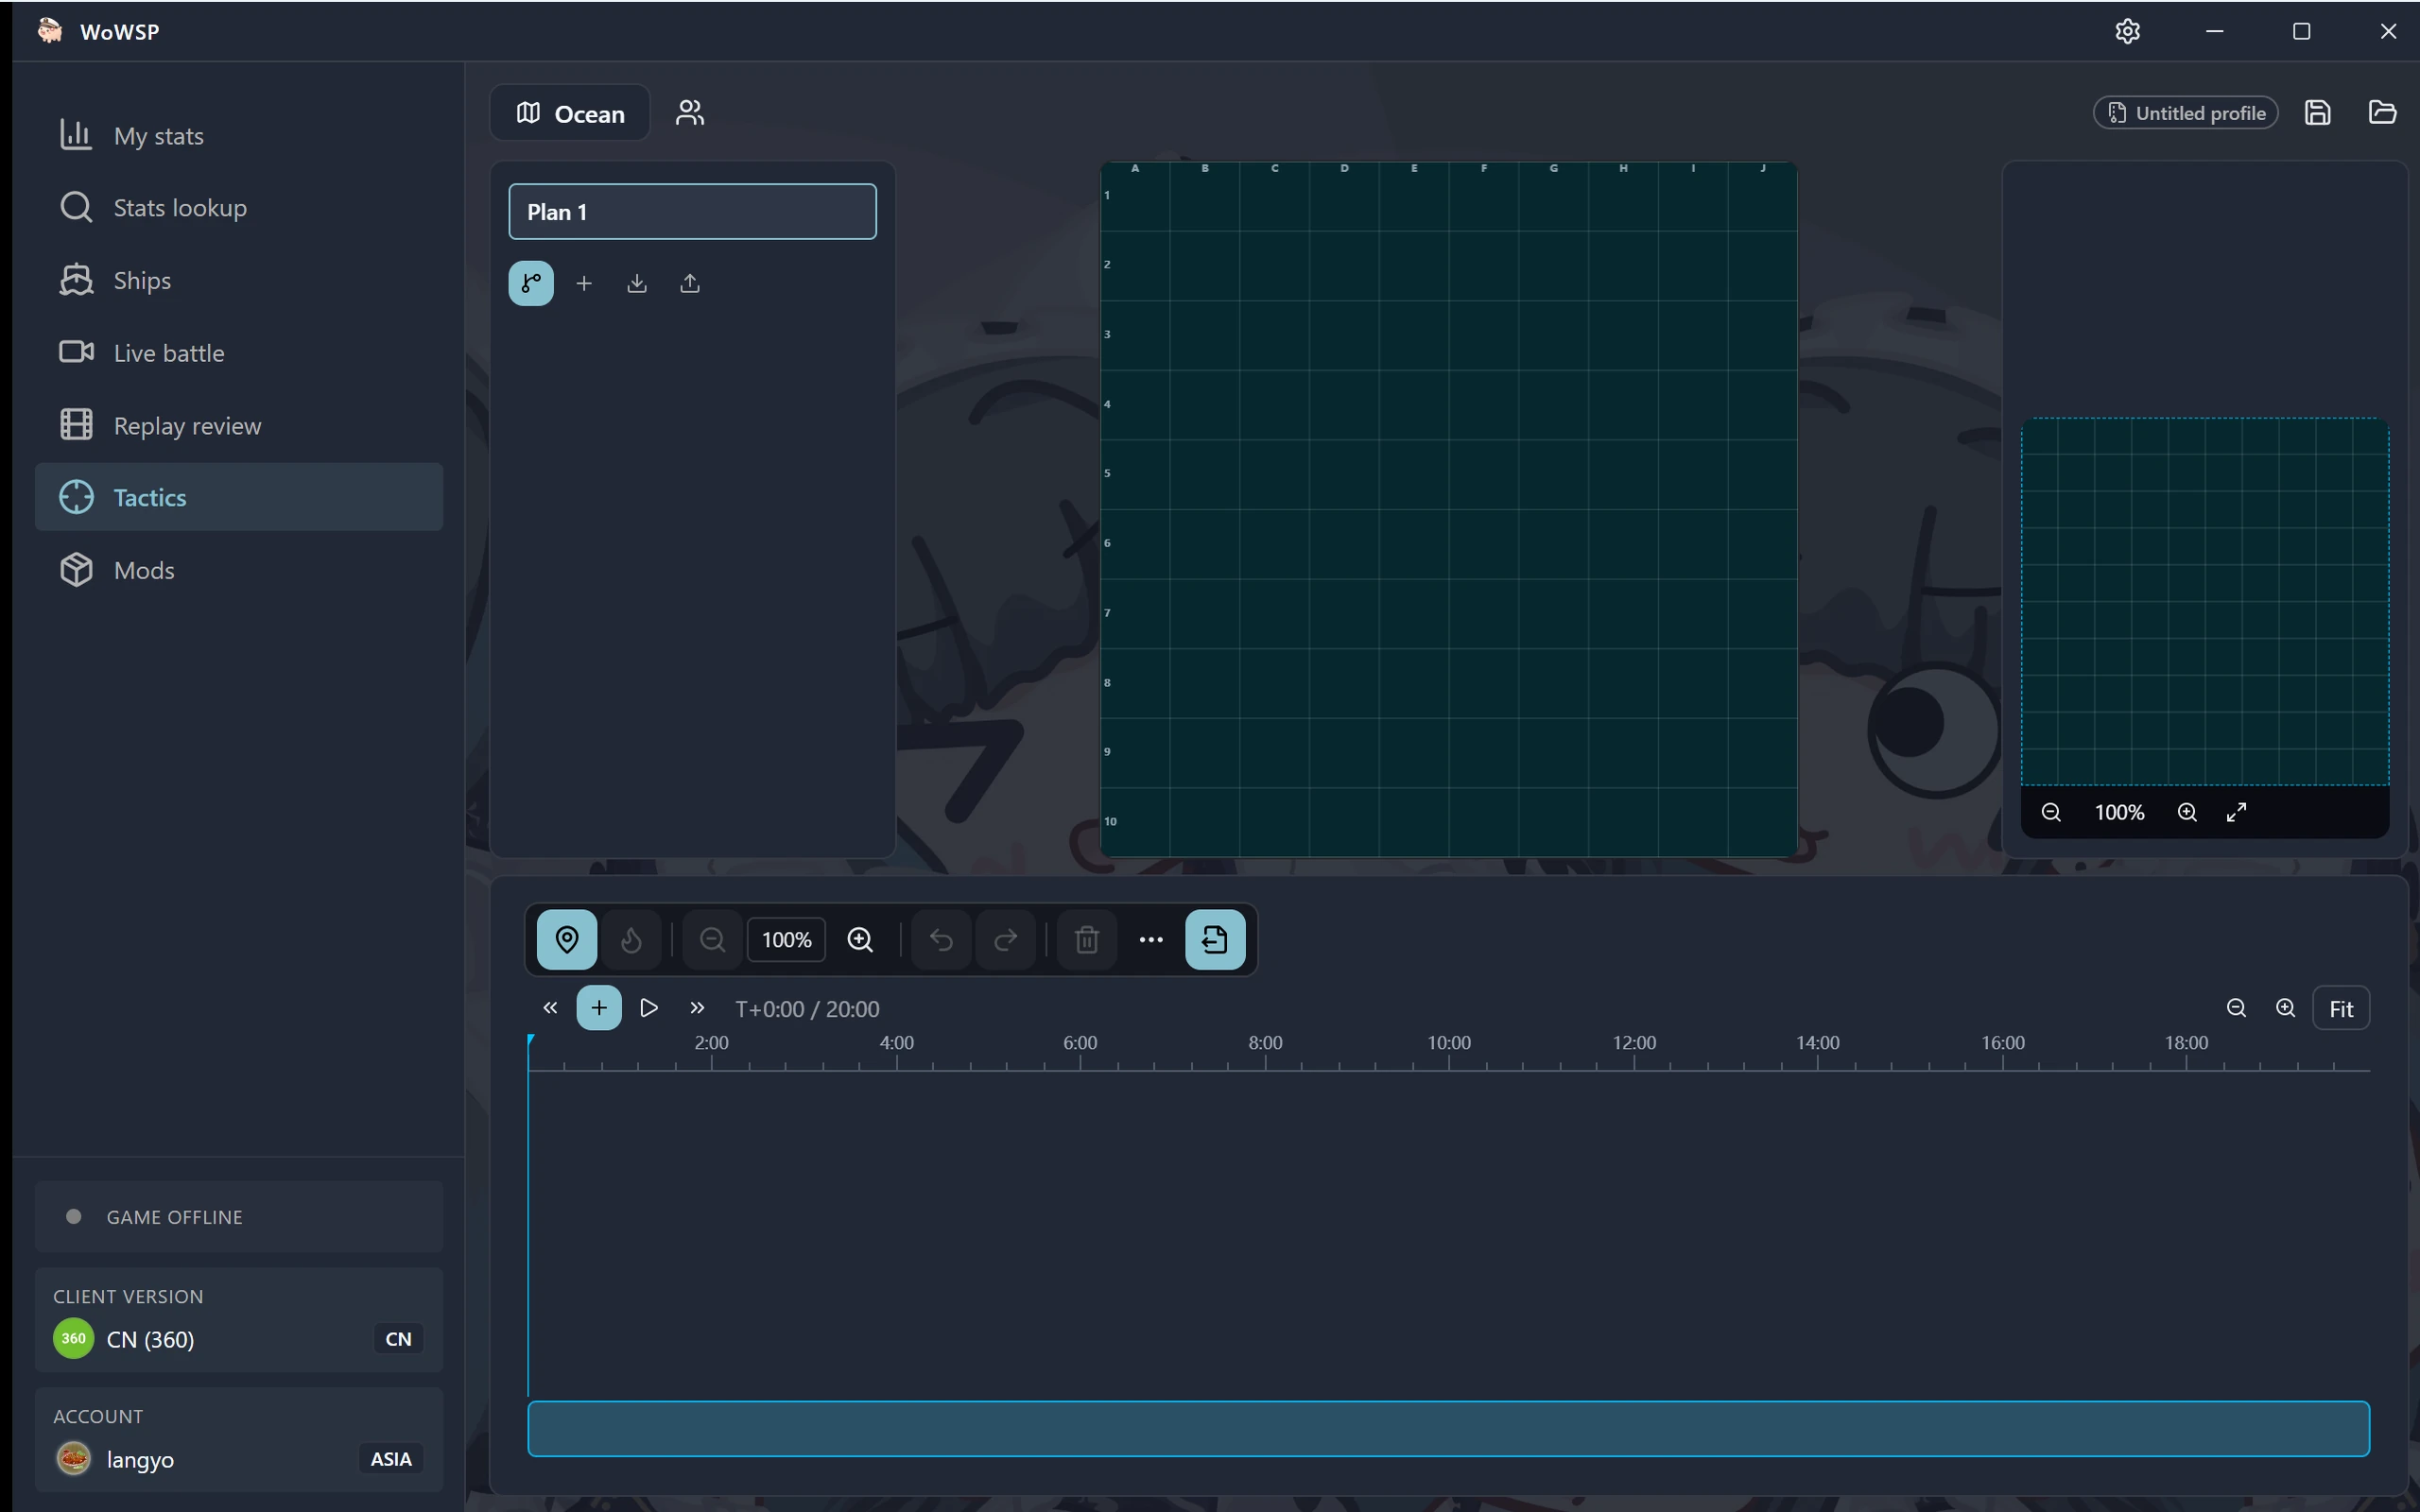 WoWSP
My stats
Stats lookup
Ships
Live battle
Replay review
Tactics
Mods
GAME OFFLINE
CLIENT VERSION
360 CN (360) CN
ACCOUNT
langyo ASIA
Ocean
Untitled profile
Plan 1
A B C D E F G H I J
1
2
3
4
5
6
7
8
9
10
100%
100%
T+0:00 / 20:00
Fit
2:00 4:00 6:00 8:00 10:00 12:00 14:00 16:00 18:00